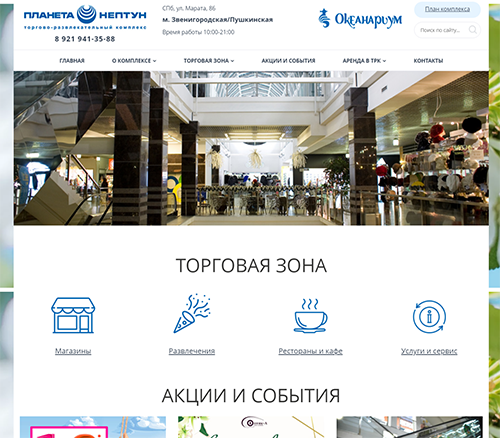 ПЛАНЕТА НЕПТУН
торгово-развлекательный комплекс
8 921 941-35-88
СПб, ул. Марата, 86
м. Звенигородская/Пушкинская
Время работы 10:00-21:00
Океанариум
План комплекса
Поиск по сайту...
ГЛАВНАЯ
О КОМПЛЕКСЕ
ТОРГОВАЯ ЗОНА
АКЦИИ И СОБЫТИЯ
АРЕНДА В ТРК
КОНТАКТЫ
ТОРГОВАЯ ЗОНА
Магазины
Развлечения
Рестораны и кафе
Услуги и сервис
АКЦИИ И СОБЫТИЯ